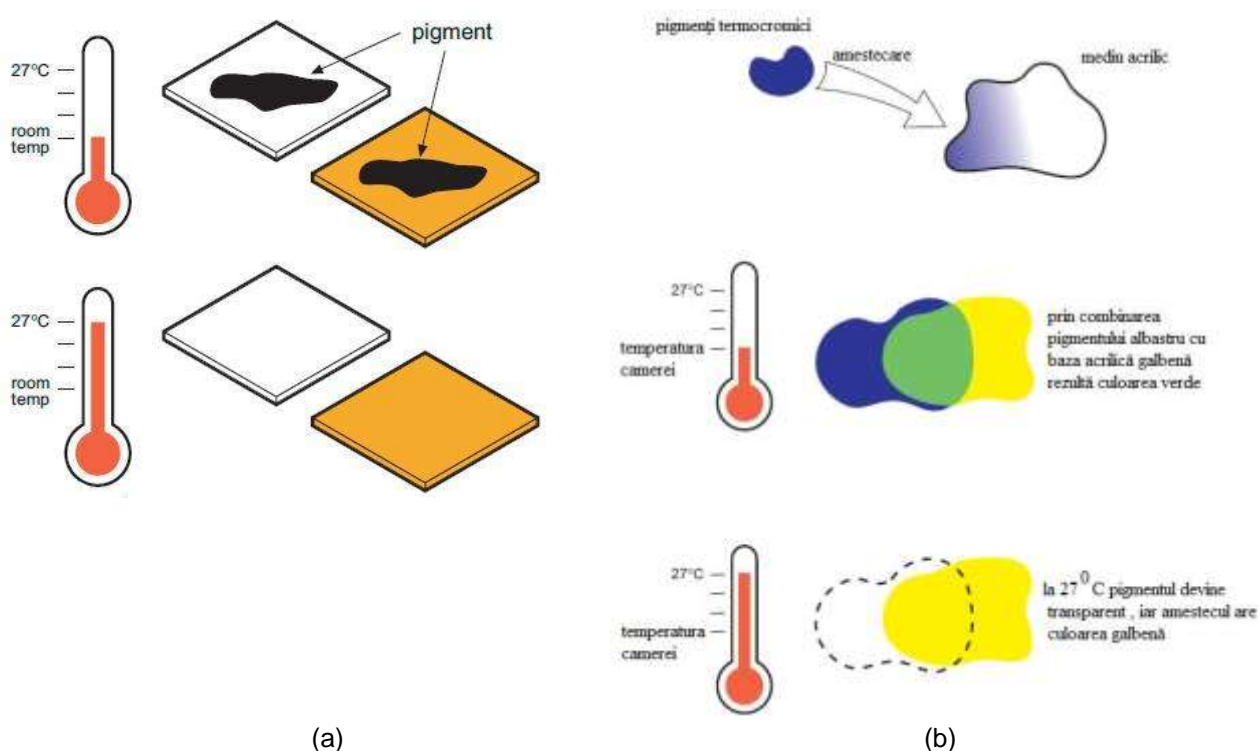 pigment
27°C
room
temp
27°C
room
temp
(a)
pigmenți termocromici
amestecare
mediu acrilic
27°C
temperatura
camerei
prin combinarea
pigmentului albastru cu
baza acrilică galbenă
rezultă culoarea verde
27°C
temperatura
camerei
la 27⁰ C pigmentul devine
transparent , iar amestecul are
culoarea galbenă
(b)